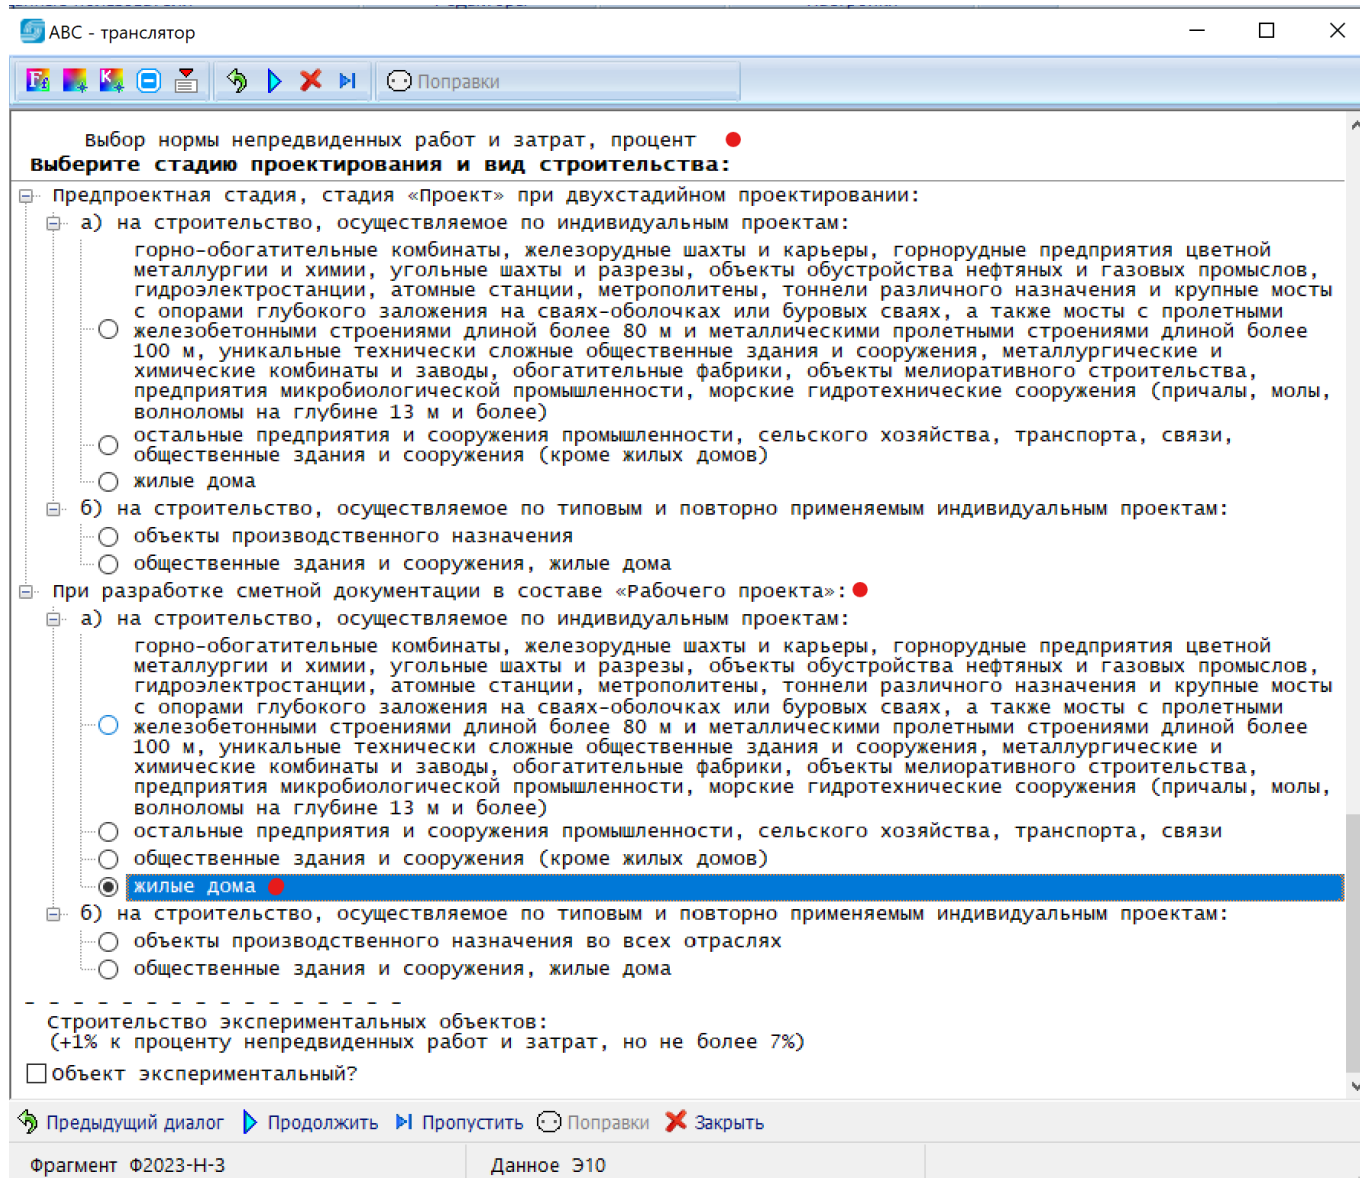 АВС - транслятор
Поправки
Выбор нормы непредвиденных работ и затрат, процент
Выберите стадию проектирования и вид строительства:
Предпроектная стадия, стадия «Проект» при двухстадийном проектировании:
а) на строительство, осуществляемое по индивидуальным проектам:
горно-обогатительные комбинаты, железорудные шахты и карьеры, горнорудные предприятия цветной
металлургии и химии, угольные шахты и разрезы, объекты обустройства нефтяных и газовых промыслов,
гидроэлектростанции, атомные станции, метрополитены, тоннели различного назначения и крупные мосты
с опорами глубокого заложения на сваях-оболочках или буровых сваях, а также мосты с пролетными
железобетонными строениями длиной более 80 м и металлическими пролетными строениями длиной более
100 м, уникальные технически сложные общественные здания и сооружения, металлургические и
химические комбинаты и заводы, обогатительные фабрики, объекты мелиоративного строительства,
предприятия микробиологической промышленности, морские гидротехнические сооружения (причалы, молы,
волноломы на глубине 13 м и более)
остальные предприятия и сооружения промышленности, сельского хозяйства, транспорта, связи,
общественные здания и сооружения (кроме жилых домов)
жилые дома
б) на строительство, осуществляемое по типовым и повторно применяемым индивидуальным проектам:
объекты производственного назначения
общественные здания и сооружения, жилые дома
При разработке сметной документации в составе «Рабочего проекта»:
а) на строительство, осуществляемое по индивидуальным проектам:
горно-обогатительные комбинаты, железорудные шахты и карьеры, горнорудные предприятия цветной
металлургии и химии, угольные шахты и разрезы, объекты обустройства нефтяных и газовых промыслов,
гидроэлектростанции, атомные станции, метрополитены, тоннели различного назначения и крупные мосты
с опорами глубокого заложения на сваях-оболочках или буровых сваях, а также мосты с пролетными
железобетонными строениями длиной более 80 м и металлическими пролетными строениями длиной более
100 м, уникальные технически сложные общественные здания и сооружения, металлургические и
химические комбинаты и заводы, обогатительные фабрики, объекты мелиоративного строительства,
предприятия микробиологической промышленности, морские гидротехнические сооружения (причалы, молы,
волноломы на глубине 13 м и более)
остальные предприятия и сооружения промышленности, сельского хозяйства, транспорта, связи
общественные здания и сооружения (кроме жилых домов)
жилые дома
б) на строительство, осуществляемое по типовым и повторно применяемым индивидуальным проектам:
объекты производственного назначения во всех отраслях
общественные здания и сооружения, жилые дома
- - - - - - - - - - - - - - - -
Строительство экспериментальных объектов:
(+1% к проценту непредвиденных работ и затрат, но не более 7%)
Объект экспериментальный?
Предыдущий диалог Продолжить Пропустить Поправки Закрыть
Фрагмент Ф2023-Н-3 Данное Э10